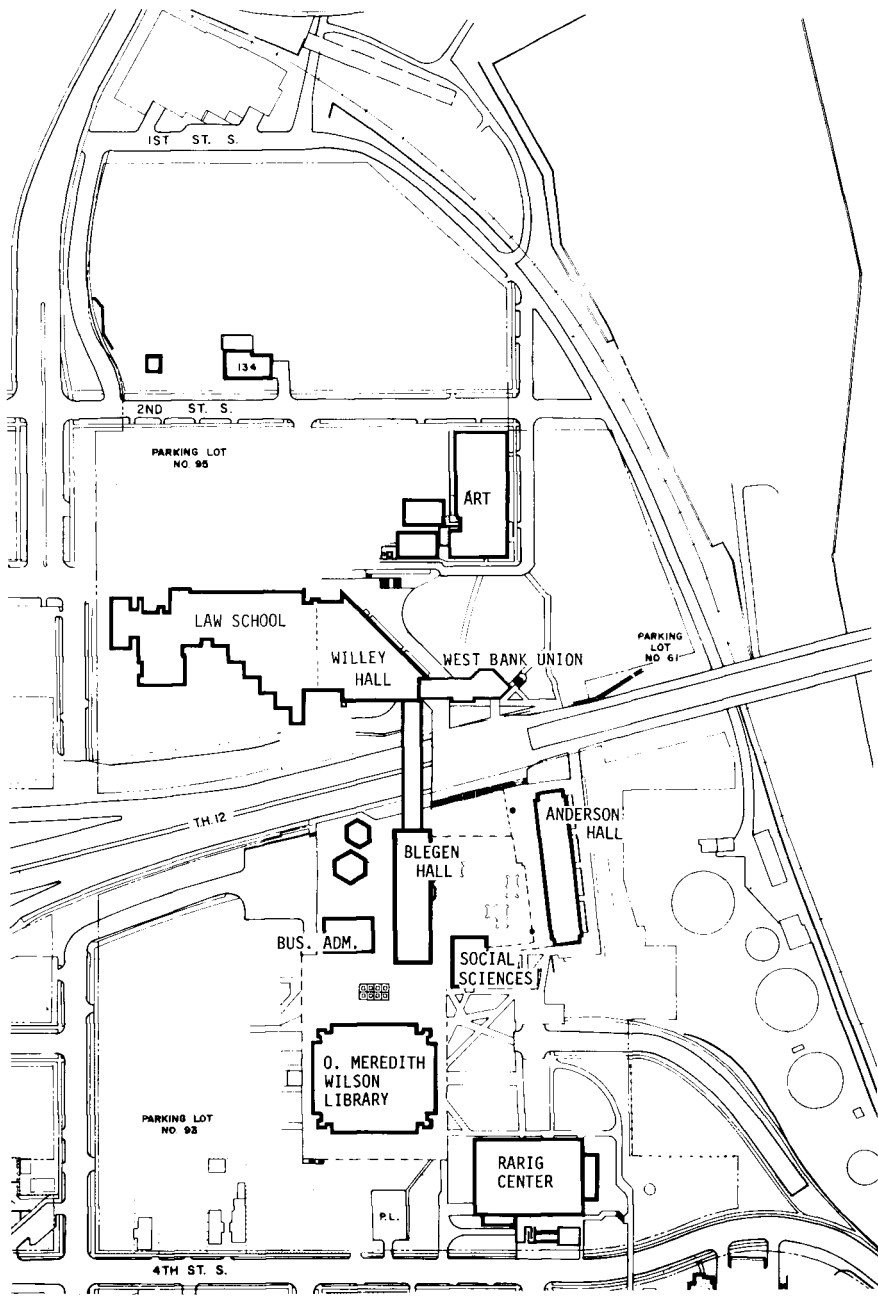 1ST ST. S.
134
2ND ST. S.
PARKING LOT
NO. 95
ART
LAW SCHOOL
WILLEY
HALL
WEST BANK UNION
PARKING
LOT
NO 61
T.H. 12
ANDERSON
HALL
BLEGEN
HALL
BUS. ADM.
SOCIAL
SCIENCES
O. MEREDITH
WILSON
LIBRARY
PARKING LOT
NO. 93
RARIG
CENTER
P.L.
4TH ST. S.